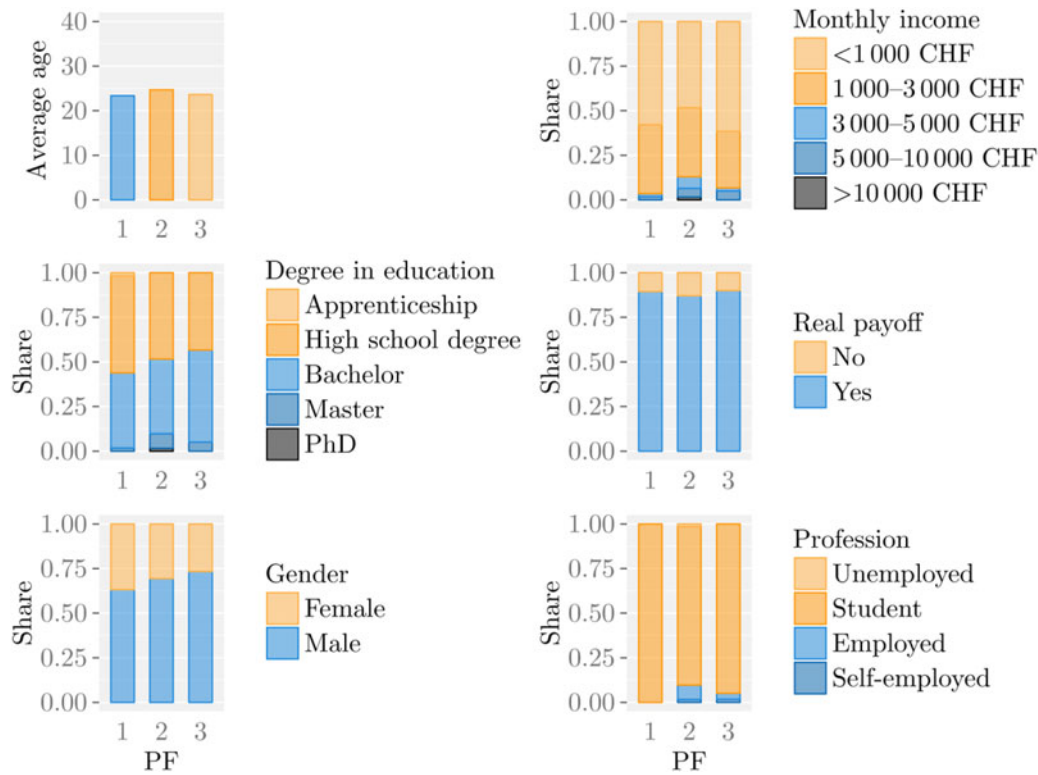 Average age
40
30
20
10
0
1 2 3
Share
1.00
0.75
0.50
0.25
0.00
1 2 3
Monthly income
<1 000 CHF
1 000–3 000 CHF
3 000–5 000 CHF
5 000–10 000 CHF
>10 000 CHF
Share
1.00
0.75
0.50
0.25
0.00
1 2 3
Degree in education
Apprenticeship
High school degree
Bachelor
Master
PhD
Share
1.00
0.75
0.50
0.25
0.00
1 2 3
Real payoff
No
Yes
Share
1.00
0.75
0.50
0.25
0.00
1 2 3
PF
Gender
Female
Male
Share
1.00
0.75
0.50
0.25
0.00
1 2 3
PF
Profession
Unemployed
Student
Employed
Self-employed